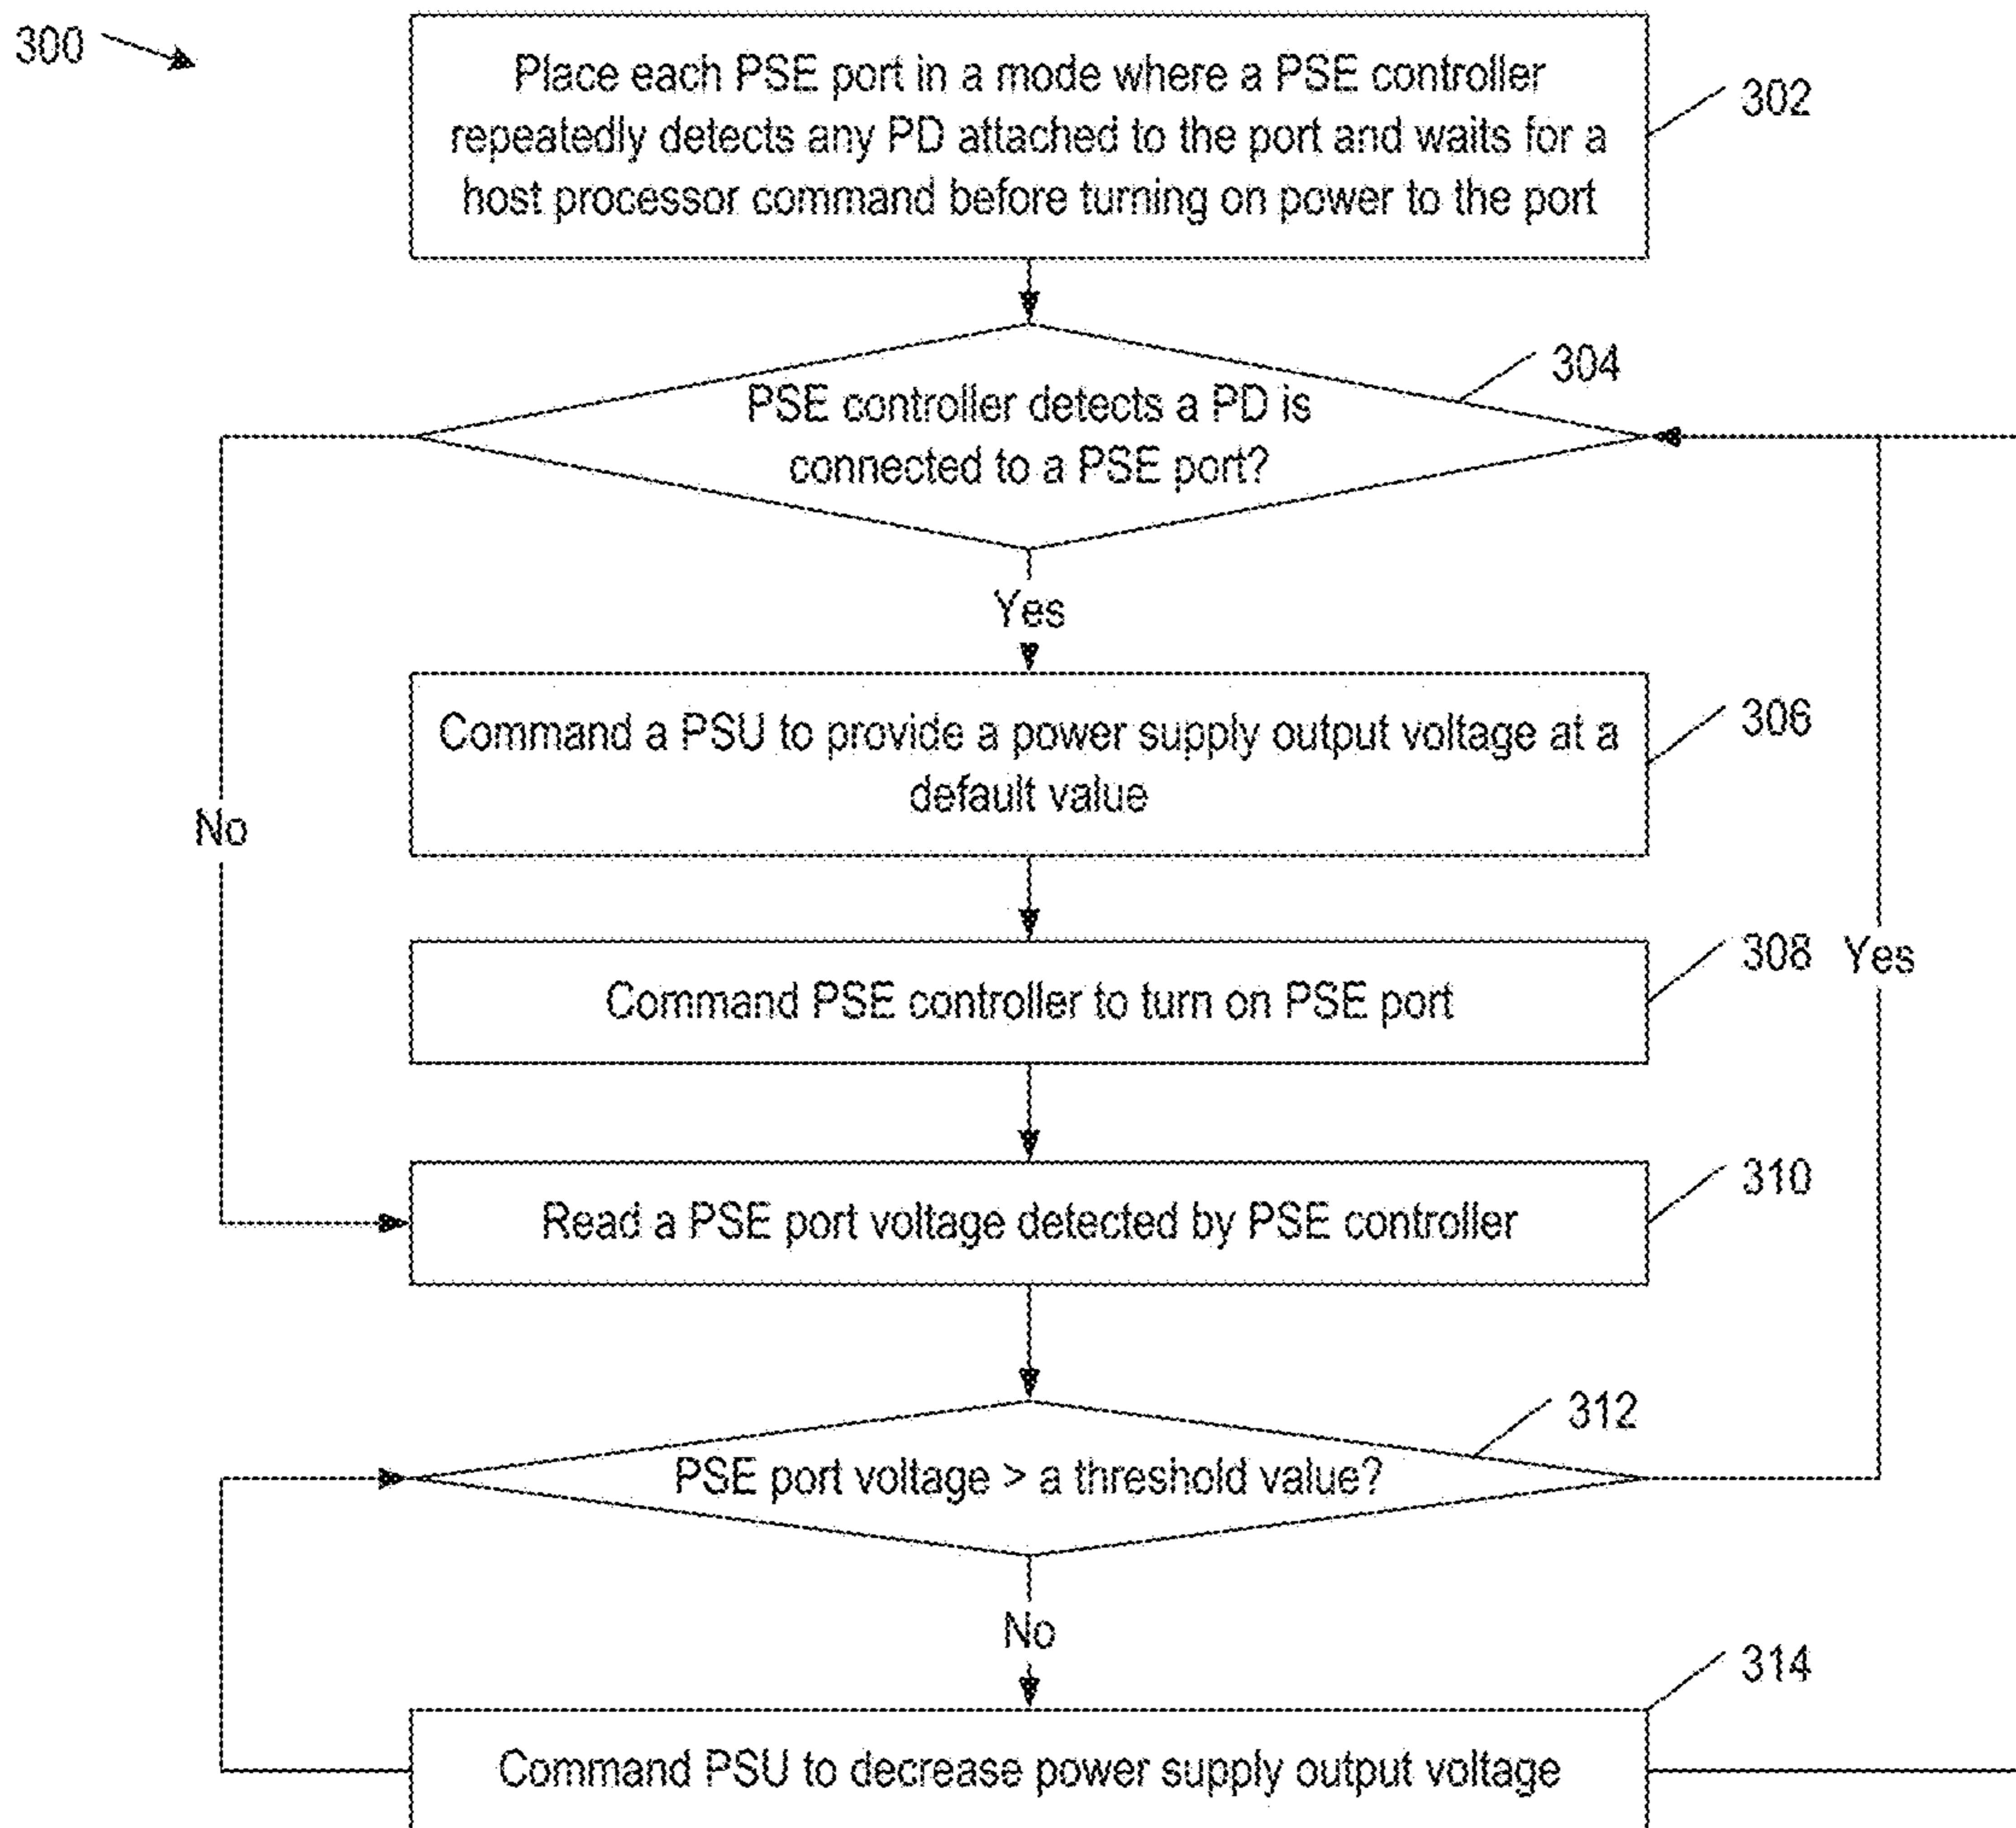 300
Place each PSE port in a mode where a PSE controller
repeatedly detects any PD attached to the port and waits for a
host processor command before turning on power to the port
302
304
PSE controller detects a PD is
connected to a PSE port?
Yes
No
Command a PSU to provide a power supply output voltage at a
default value
306
Command PSE controller to turn on PSE port
308
Yes
Read a PSE port voltage detected by PSE controller
310
312
PSE port voltage > a threshold value?
No
Command PSU to decrease power supply output voltage
314